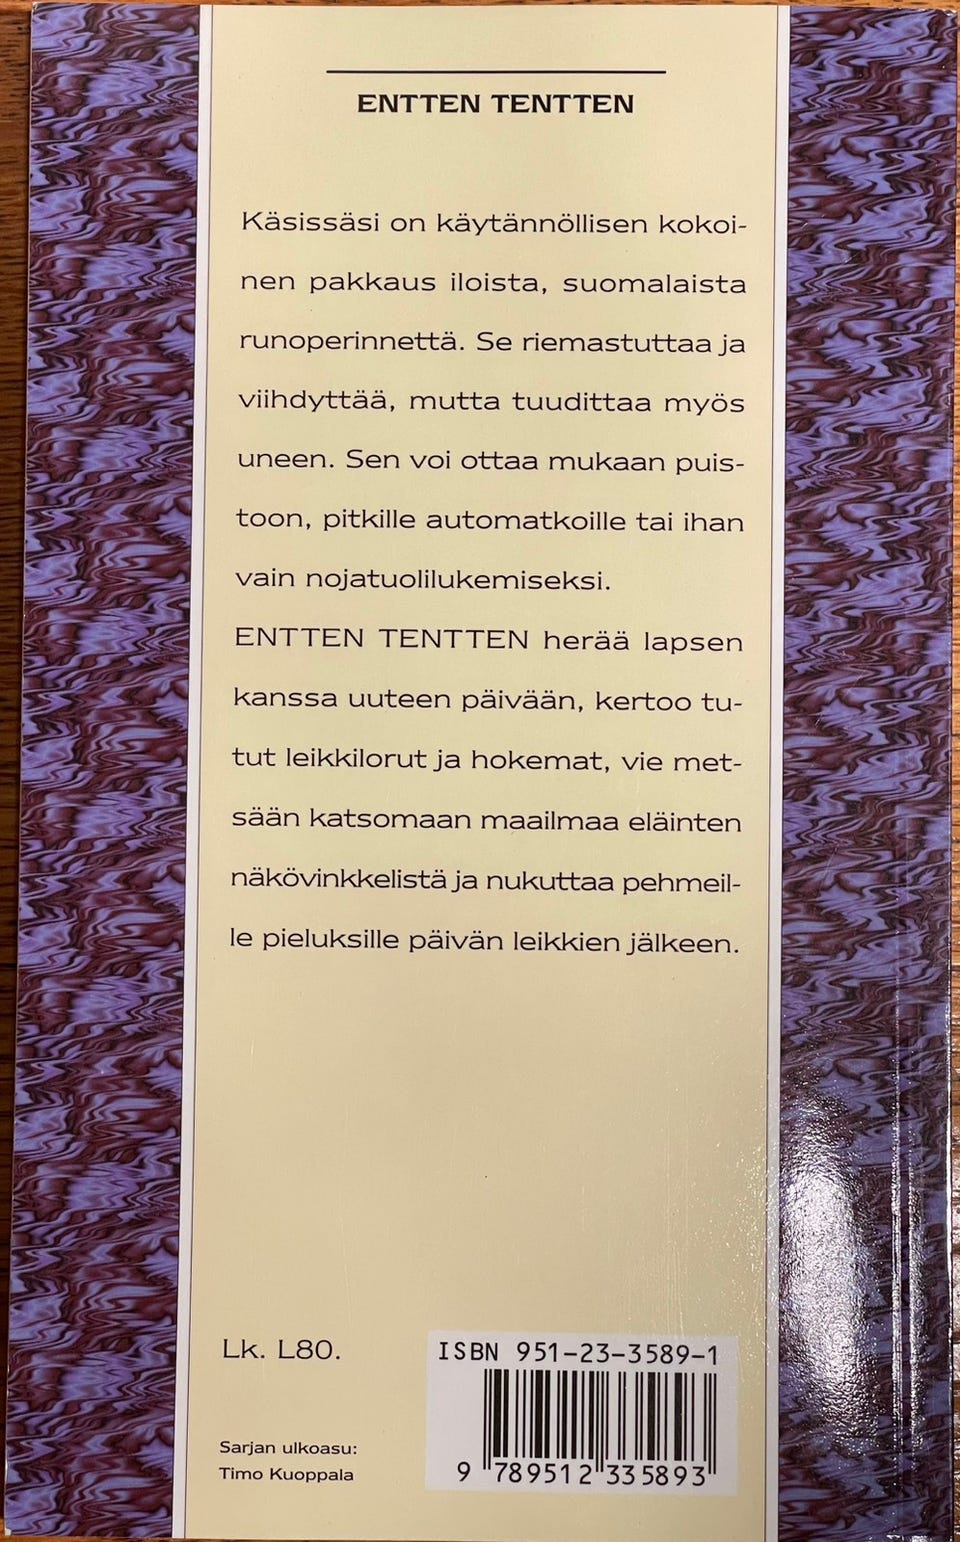 ENTTEN TENTTEN
Käsissäsi on käytännöllisen kokoi-
nen pakkaus iloista, suomalaista
runoperinnettä. Se riemastuttaa ja
viihdyttää, mutta tuudittaa myös
uneen. Sen voi ottaa mukaan puis-
toon, pitkille automatkoille tai ihan
vain nojatuolilukemiseksi.
ENTTEN TENTTEN herää lapsen
kanssa uuteen päivään, kertoo tu-
tut leikkilorut ja hokemat, vie met-
sään katsomaan maailmaa eläinten
näkövinkkelistä ja nukuttaa pehmeil-
le pieluksille päivän leikkien jälkeen.
Lk. L80.
ISBN 951-23-3589-1
Sarjan ulkoasu:
Timo Kuoppala
9 789512 335893